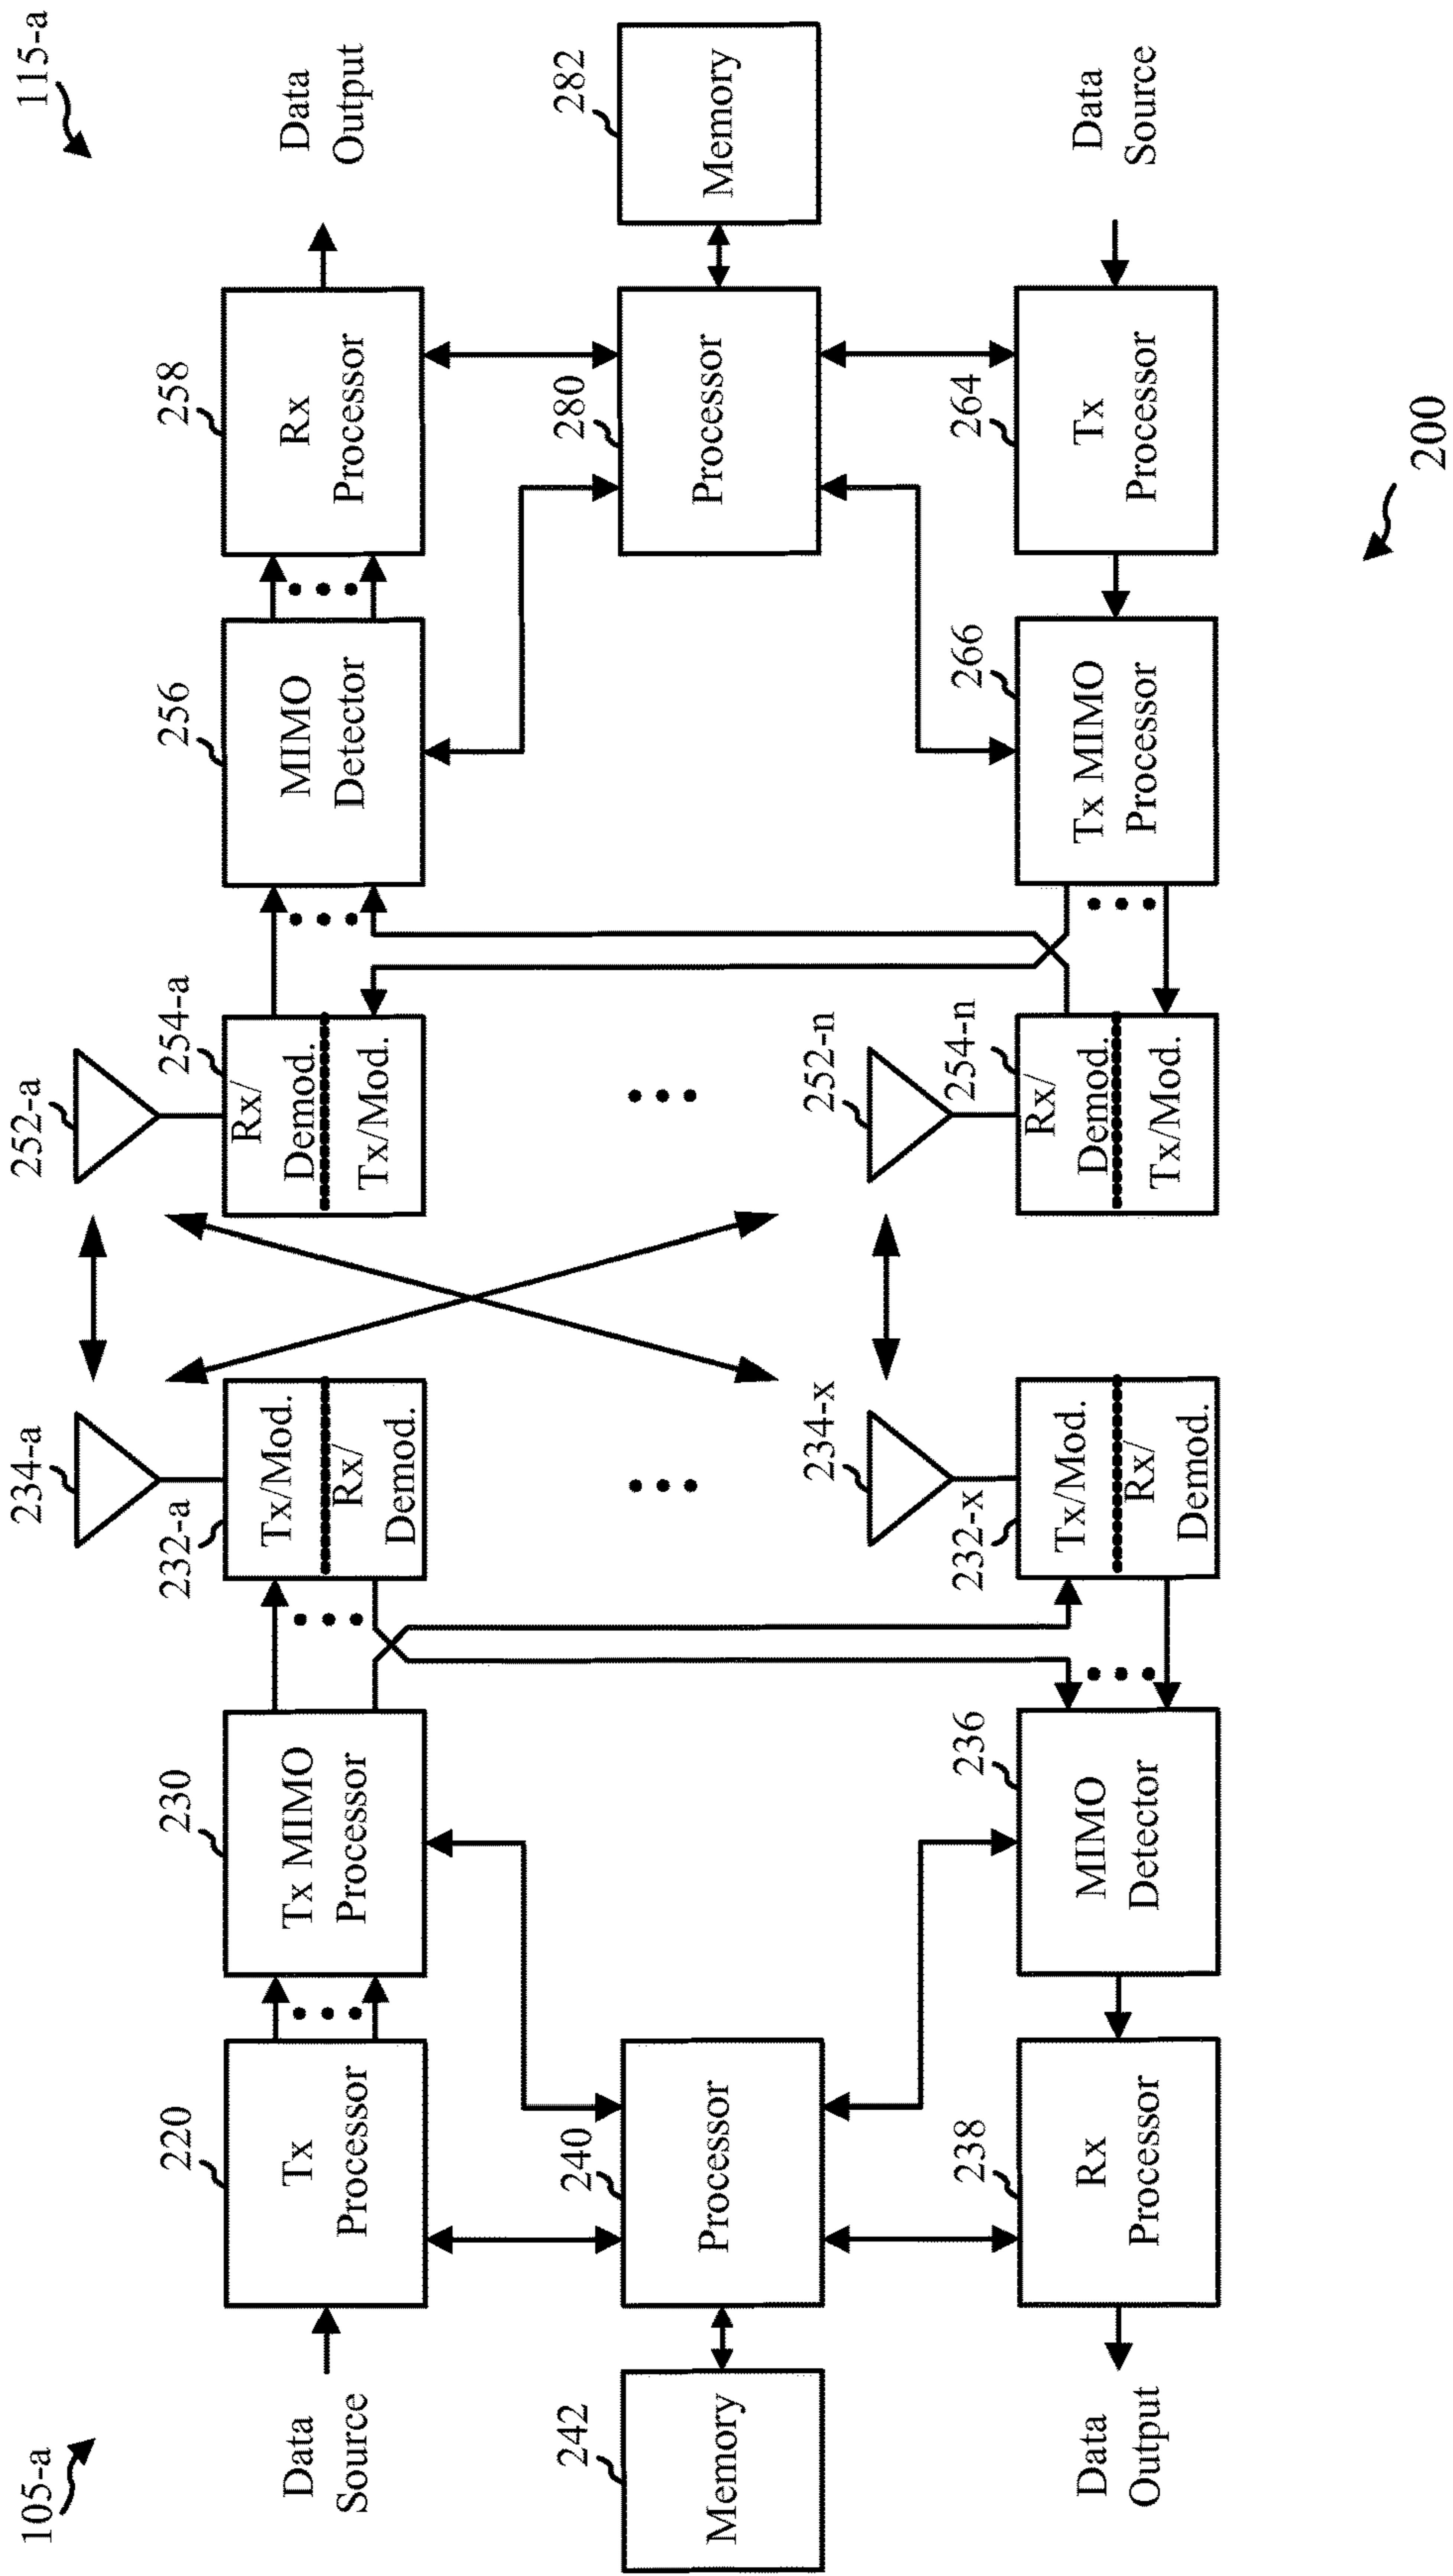 105-a
Data
Source
220
Tx
Processor
230
Tx MIMO
Processor
232-a
234-a
Tx/Mod.
Rx/
Demod.
252-a
254-a
Rx/
Demod.
Tx/Mod.
256
MIMO
Detector
258
Rx
Processor
Data
Output
115-a
242
Memory
240
Processor
280
Processor
282
Memory
Data
Output
238
Rx
Processor
236
MIMO
Detector
232-x
234-x
Tx/Mod.
Rx/
Demod.
252-n
254-n
Rx/
Demod.
Tx/Mod.
266
Tx MIMO
Processor
264
Tx
Processor
Data
Source
200